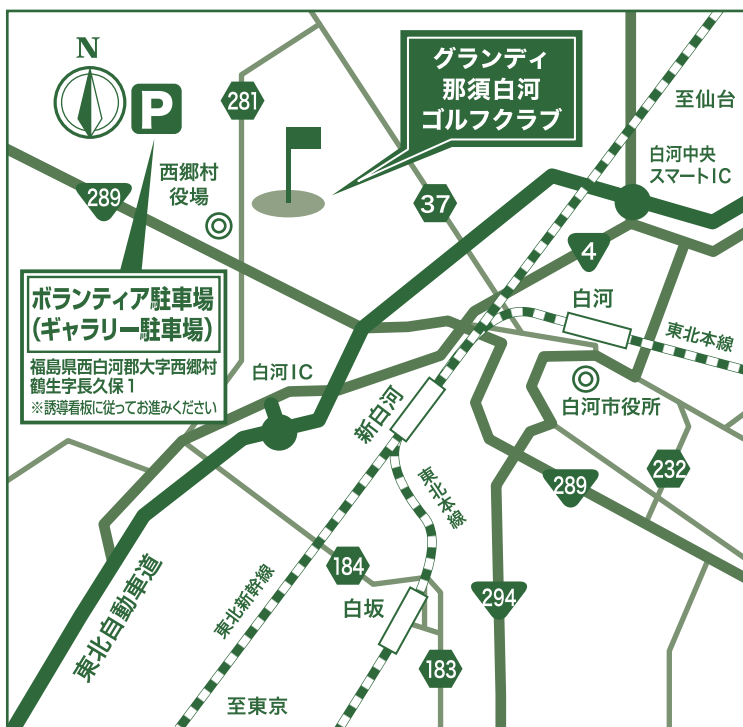 N
P
グランディ
那須白河
ゴルフクラブ
至仙台
281
白河中央
スマートIC
西郷村
役場
289
37
4
ボランティア駐車場
(ギャラリー駐車場)
福島県西白河郡大字西郷村
鶴生字長久保1
※誘導看板に従ってお進みください
白河
東北本線
白河IC
新白河
白河市役所
東北本線
232
289
184
294
白坂
東北新幹線
東北自動車道
183
至東京